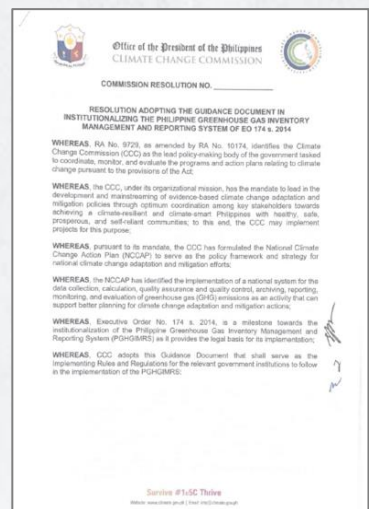 Office of the President of the Philippines
CLIMATE CHANGE COMMISSION
COMMISSION RESOLUTION NO. ____________
RESOLUTION ADOPTING THE GUIDANCE DOCUMENT IN
INSTITUTIONALIZING THE PHILIPPINE GREENHOUSE GAS INVENTORY
MANAGEMENT AND REPORTING SYSTEM OF EO 174 s. 2014
WHEREAS, RA No. 9729, as amended by RA No. 10174, identifies the Climate
Change Commission (CCC) as the lead policy-making body of the government tasked
to coordinate, monitor, and evaluate the programs and action plans relating to climate
change pursuant to the provisions of the Act;
WHEREAS, the CCC, under its organizational mission, has the mandate to lead in the
development and mainstreaming of evidence-based climate change adaptation and
mitigation policies through optimum coordination among key stakeholders towards
achieving a climate-resilient and climate-smart Philippines with healthy, safe,
prosperous, and self-reliant communities; to this end, the CCC may implement
projects for this purpose;
WHEREAS, pursuant to its mandate, the CCC has formulated the National Climate
Change Action Plan (NCCAP) to serve as the policy framework and strategy for
national climate change adaptation and mitigation efforts;
WHEREAS, the NCCAP has identified the implementation of a national system for the
data collection, calculation, quality assurance and quality control, archiving, reporting,
monitoring, and evaluation of greenhouse gas (GHG) emissions as an activity that can
support better planning for climate change adaptation and mitigation actions;
WHEREAS, Executive Order No. 174 s. 2014, is a milestone towards the
institutionalization of the Philippine Greenhouse Gas Inventory Management and
Reporting System (PGHGIMRS) as it provides the legal basis for its implementation;
WHEREAS, CCC adopts this Guidance Document that shall serve as the
Implementing Rules and Regulations for the relevant government institutions to follow
in the implementation of the PGHGIMRS:
Survive #1x5C Thrive